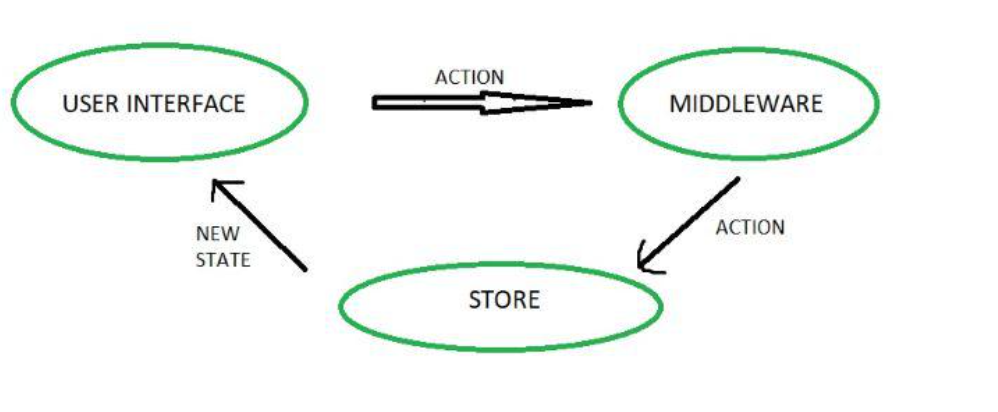 ACTION
USER INTERFACE
MIDDLEWARE
NEW
STATE
ACTION
STORE